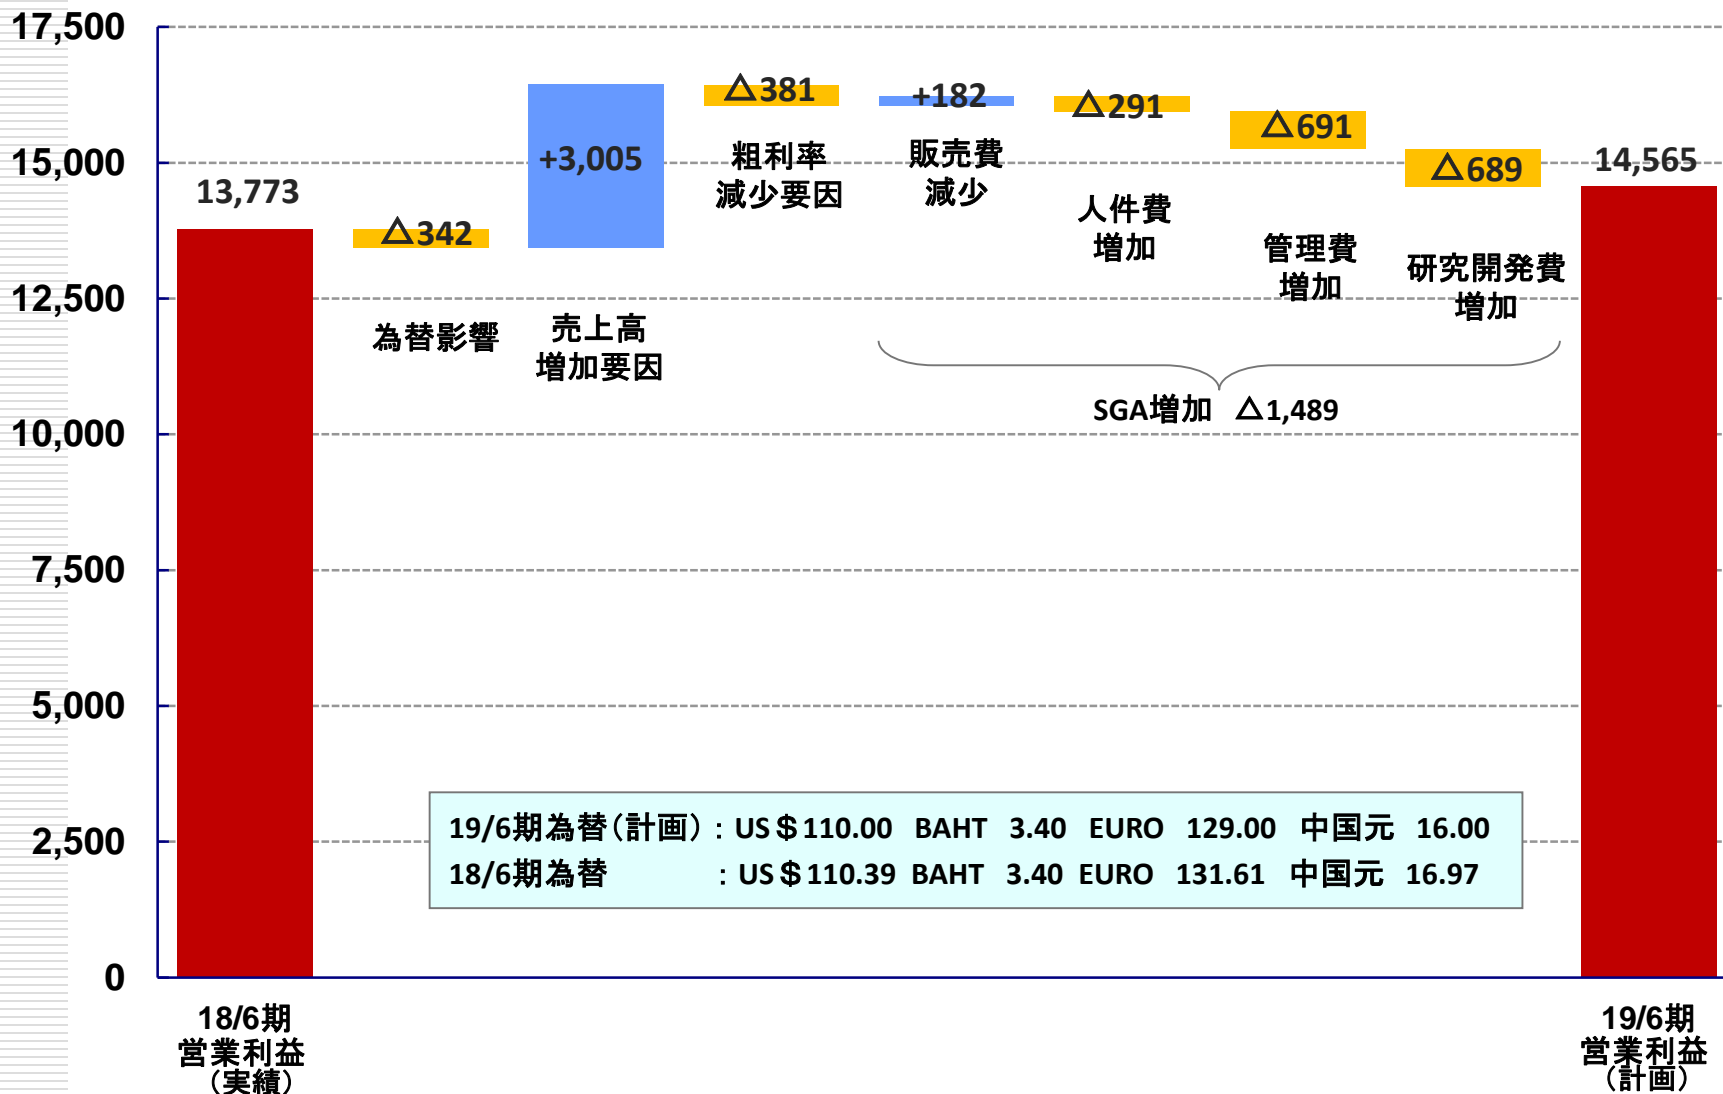 17,500
15,000
12,500
10,000
7,500
5,000
2,500
0
13,773
△342
為替影響
+3,005
売上高
増加要因
△381
粗利率
減少要因
+182
販売費
減少
△291
人件費
増加
△691
管理費
増加
△689
研究開発費
増加
14,565
SGA増加 △1,489
19/6期為替（計画）: US＄110.00 BAHT 3.40 EURO 129.00 中国元 16.00
18/6期為替 : US＄110.39 BAHT 3.40 EURO 131.61 中国元 16.97
18/6期
営業利益
（実績）
19/6期
営業利益
（計画）